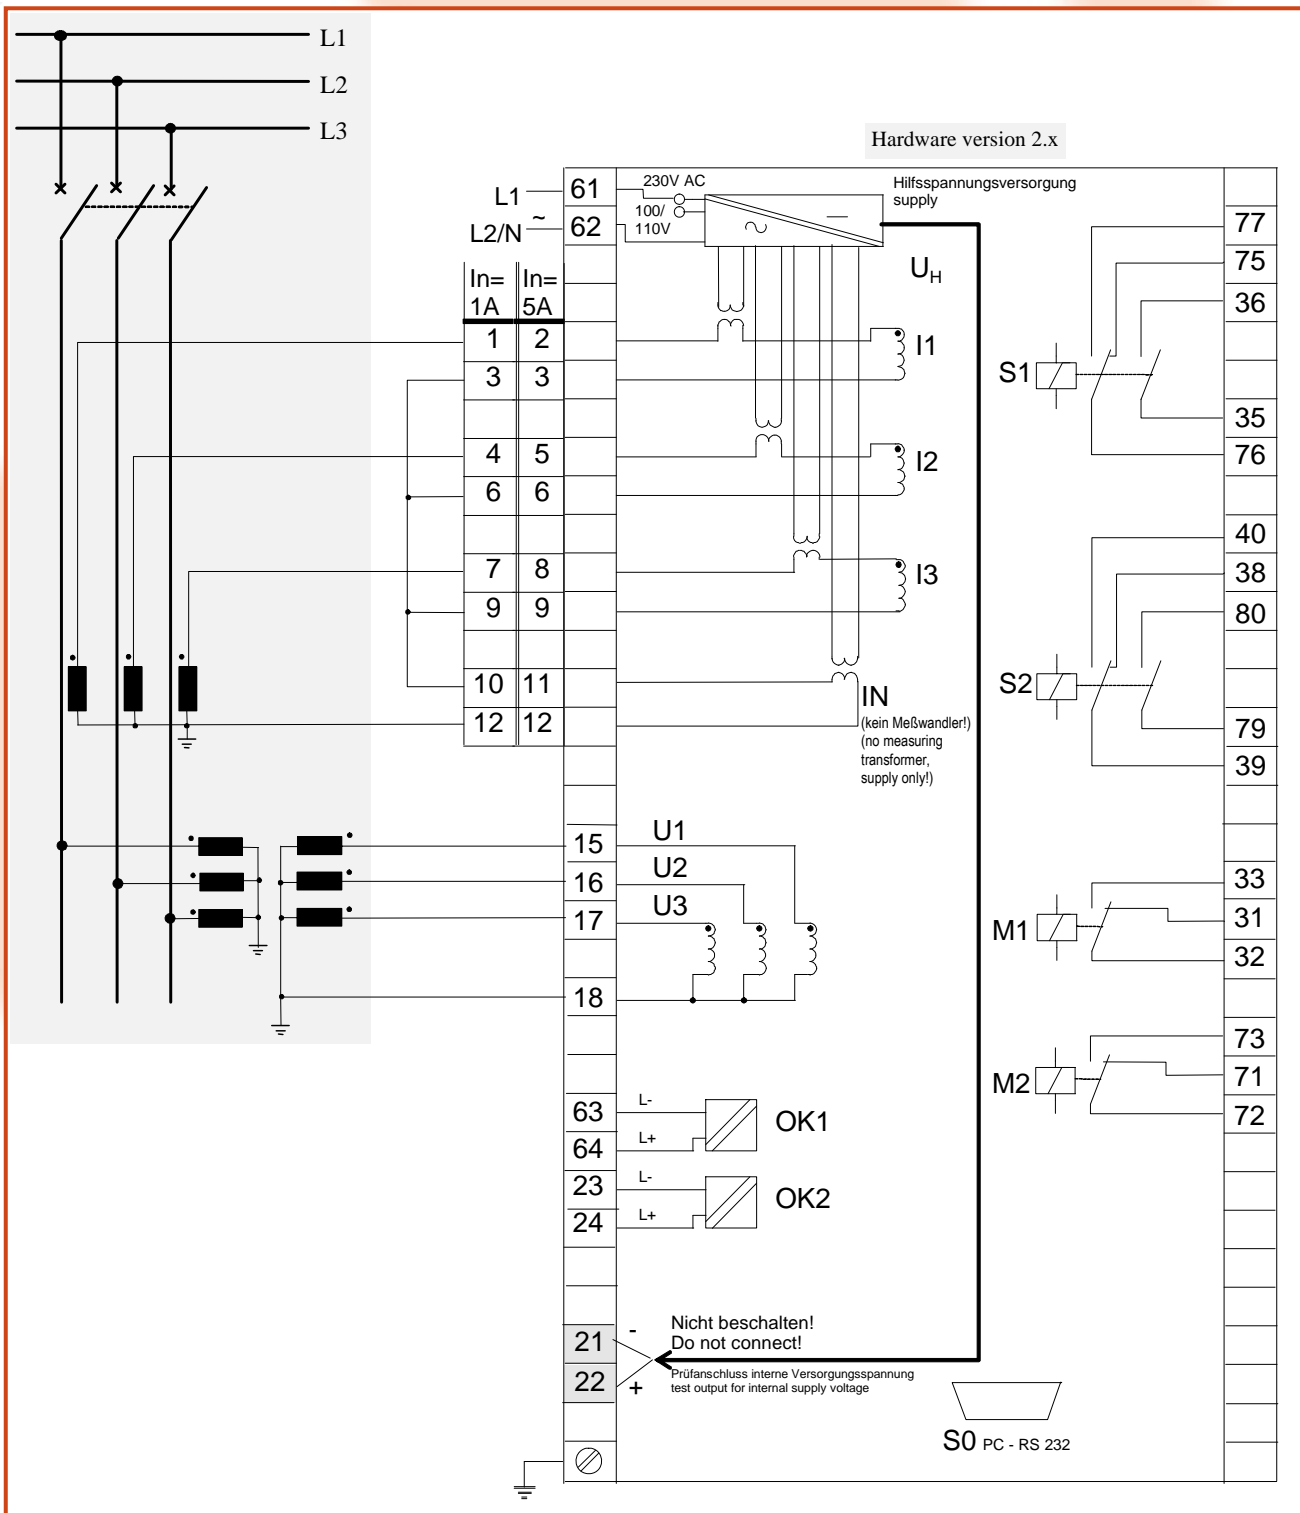 L1
L2
L3
Hardware version 2.x
L1
61
230V AC
Hilfsspannungsversorgung
supply
~
L2/N
62
100/
110V
UH
In=
1A
In=
5A
1 2
I1
3 3
4 5
I2
6 6
7 8
I3
9 9
10 11
IN
12 12
(kein Meßwandler!)
(no measuring
transformer,
supply only!)
15
U1
16
U2
17
U3
18
63
L-
OK1
64
L+
23
L-
OK2
24
L+
21
-
Nicht beschalten!
Do not connect!
22
+
Prüfanschluss interne Versorgungsspannung
test output for internal supply voltage
S0 PC - RS 232
77
75
36
S1
35
76
40
38
80
S2
79
39
33
M1
31
32
73
M2
71
72